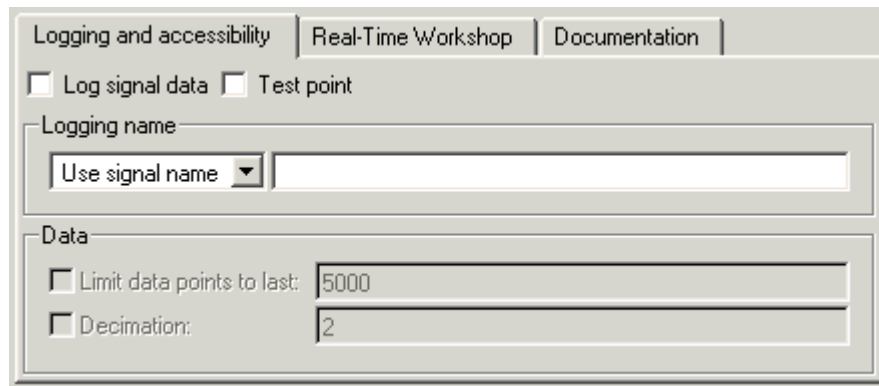 Logging and accessibility Real-Time Workshop Documentation
Log signal data Test point
Logging name
Use signal name
Data
Limit data points to last: 5000
Decimation: 2